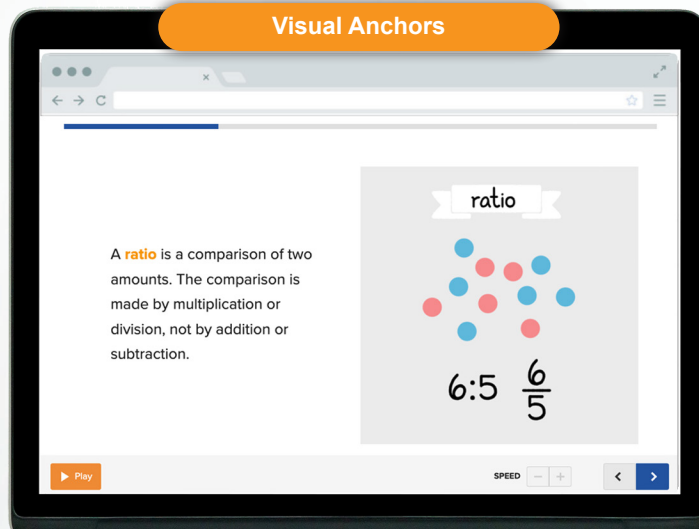 Visual Anchors
ratio
A ratio is a comparison of two
amounts. The comparison is
made by multiplication or
division, not by addition or
subtraction.
6:5 6/5
Play
SPEED